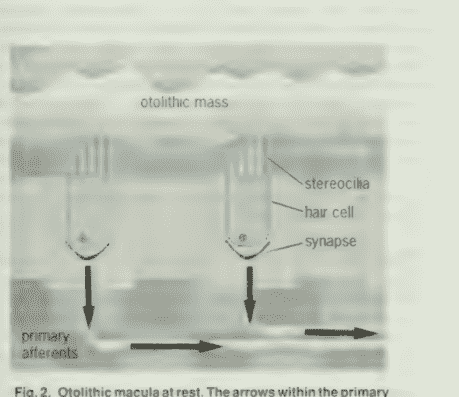 otolithic mass
stereocilia
hair cell
synapse
primary
afferents
Fig. 2. Otolithic macula at rest. The arrows within the primary